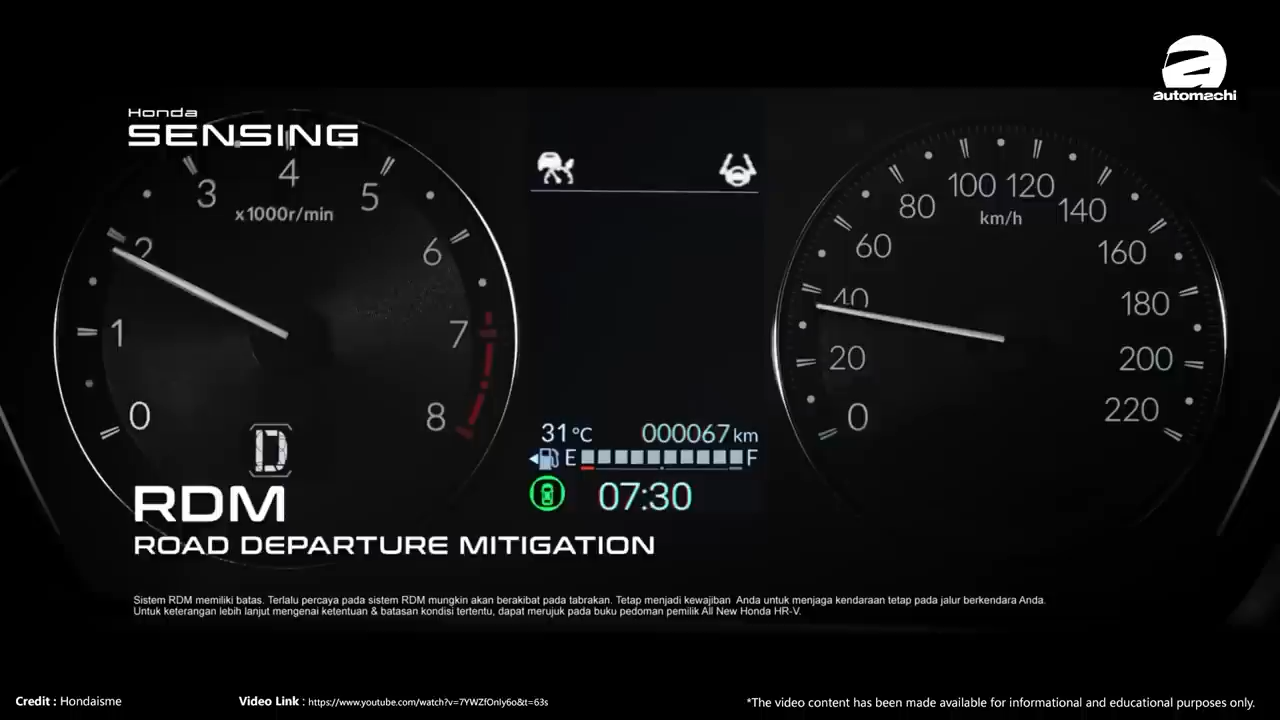 automachi
Honda
SENSING
0
1
2
3
4
5
6
7
8
x1000r/min
D
31°C
000067 km
E
F
07:30
0
20
40
60
80
100
120
140
160
180
200
220
km/h
RDM
ROAD DEPARTURE MITIGATION
Sistem RDM memiliki batas. Terlalu percaya pada sistem RDM mungkin akan berakibat pada tabrakan. Tetap menjadi kewajiban Anda untuk menjaga kendaraan tetap pada jalur berkendara Anda.
Untuk keterangan lebih lanjut mengenai ketentuan & batasan kondisi tertentu, dapat merujuk pada buku pedoman pemilik All New Honda HR-V.
Credit : Hondaisme
Video Link : https://www.youtube.com/watch?v=7YWZfOnly6o&t=63s
*The video content has been made available for informational and educational purposes only.